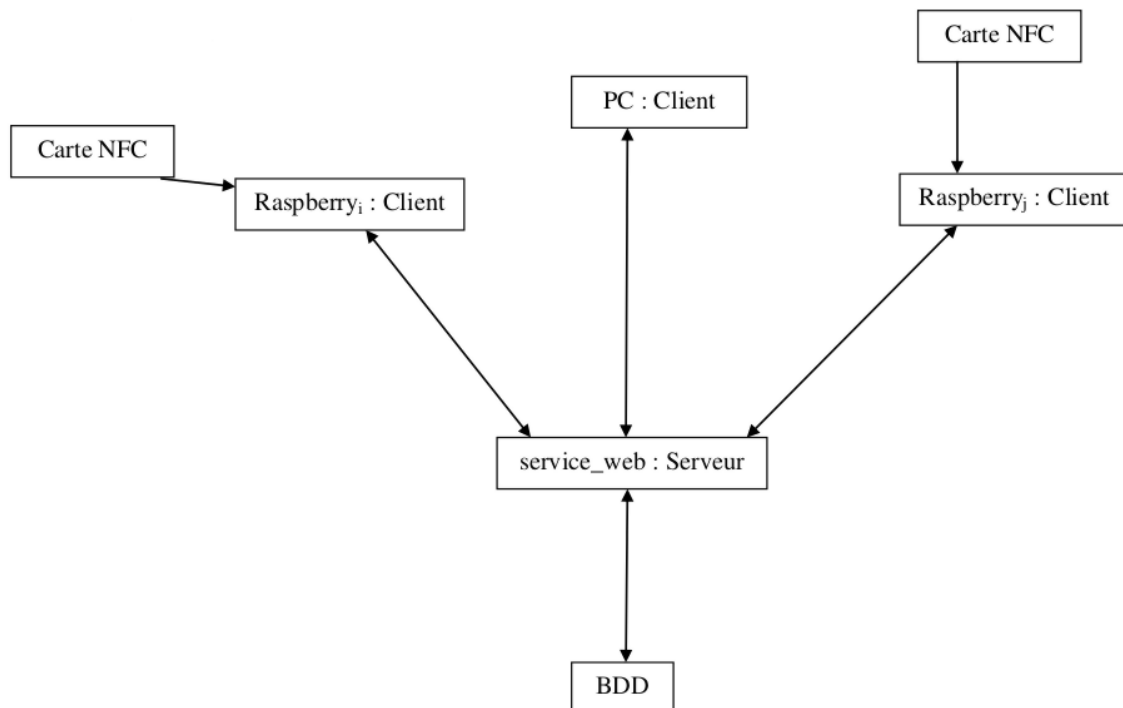 Carte NFC
PC : Client
Carte NFC
Raspberryᵢ : Client
Raspberryⱼ : Client
service_web : Serveur
BDD